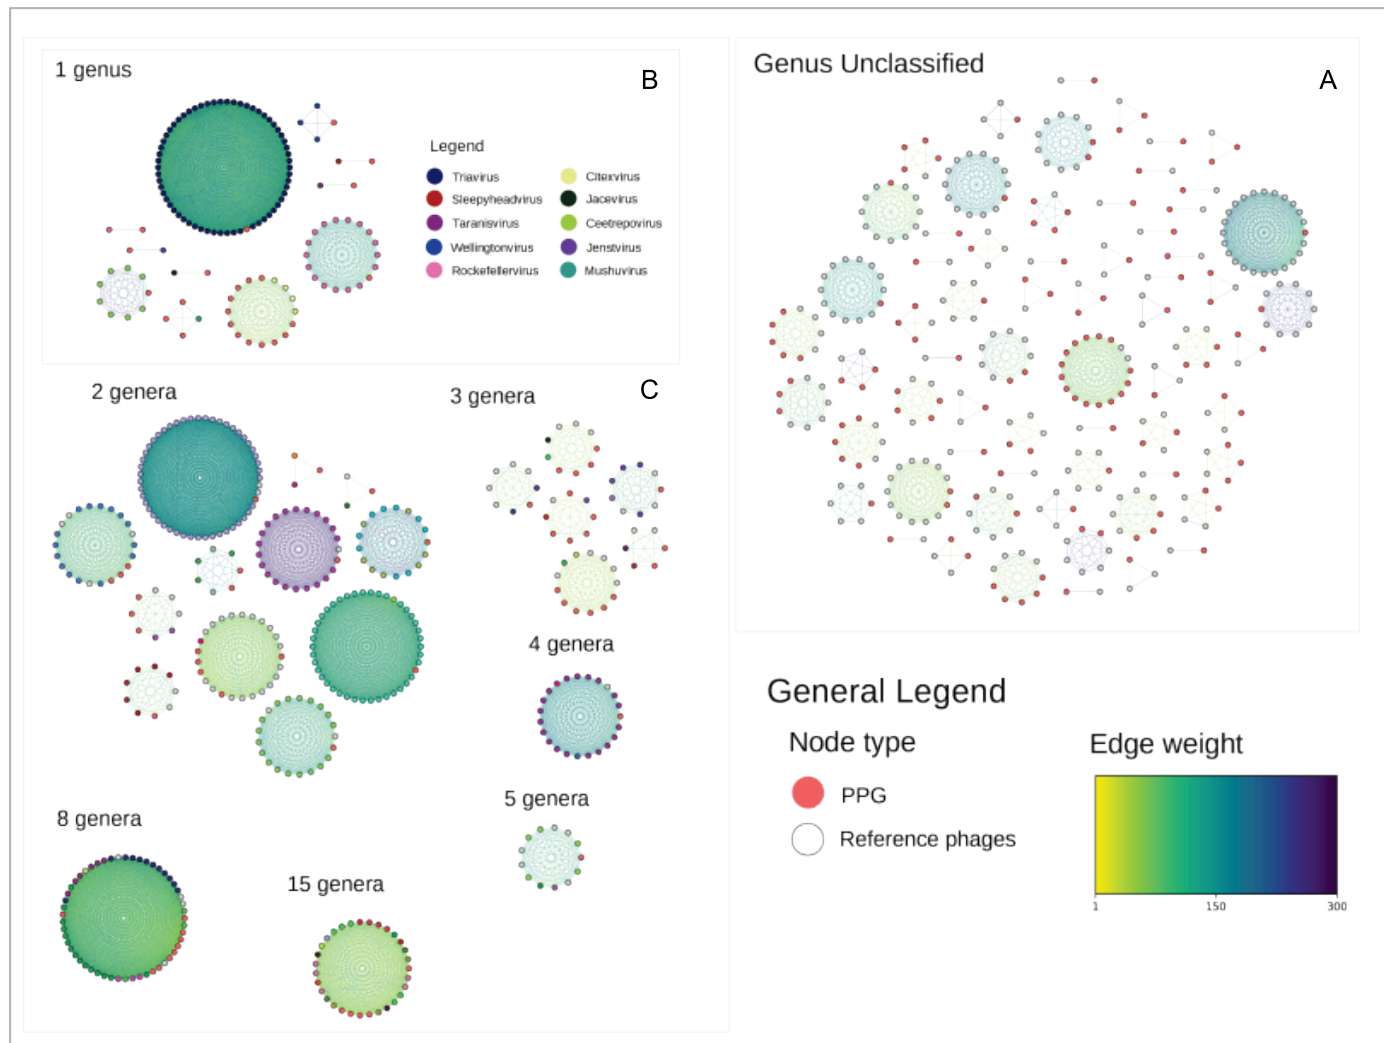 1 genus
B
Legend
Triavirus
Citexvirus
Sleepyheadvirus
Jacevirus
Taranisvirus
Ceetrepovirus
Wellingtonvirus
Jenstvirus
Rockefellervirus
Mushuvirus
Genus Unclassified
A
2 genera
3 genera
C
4 genera
5 genera
8 genera
15 genera
General Legend
Node type
Edge weight
PPG
Reference phages
1
150
300